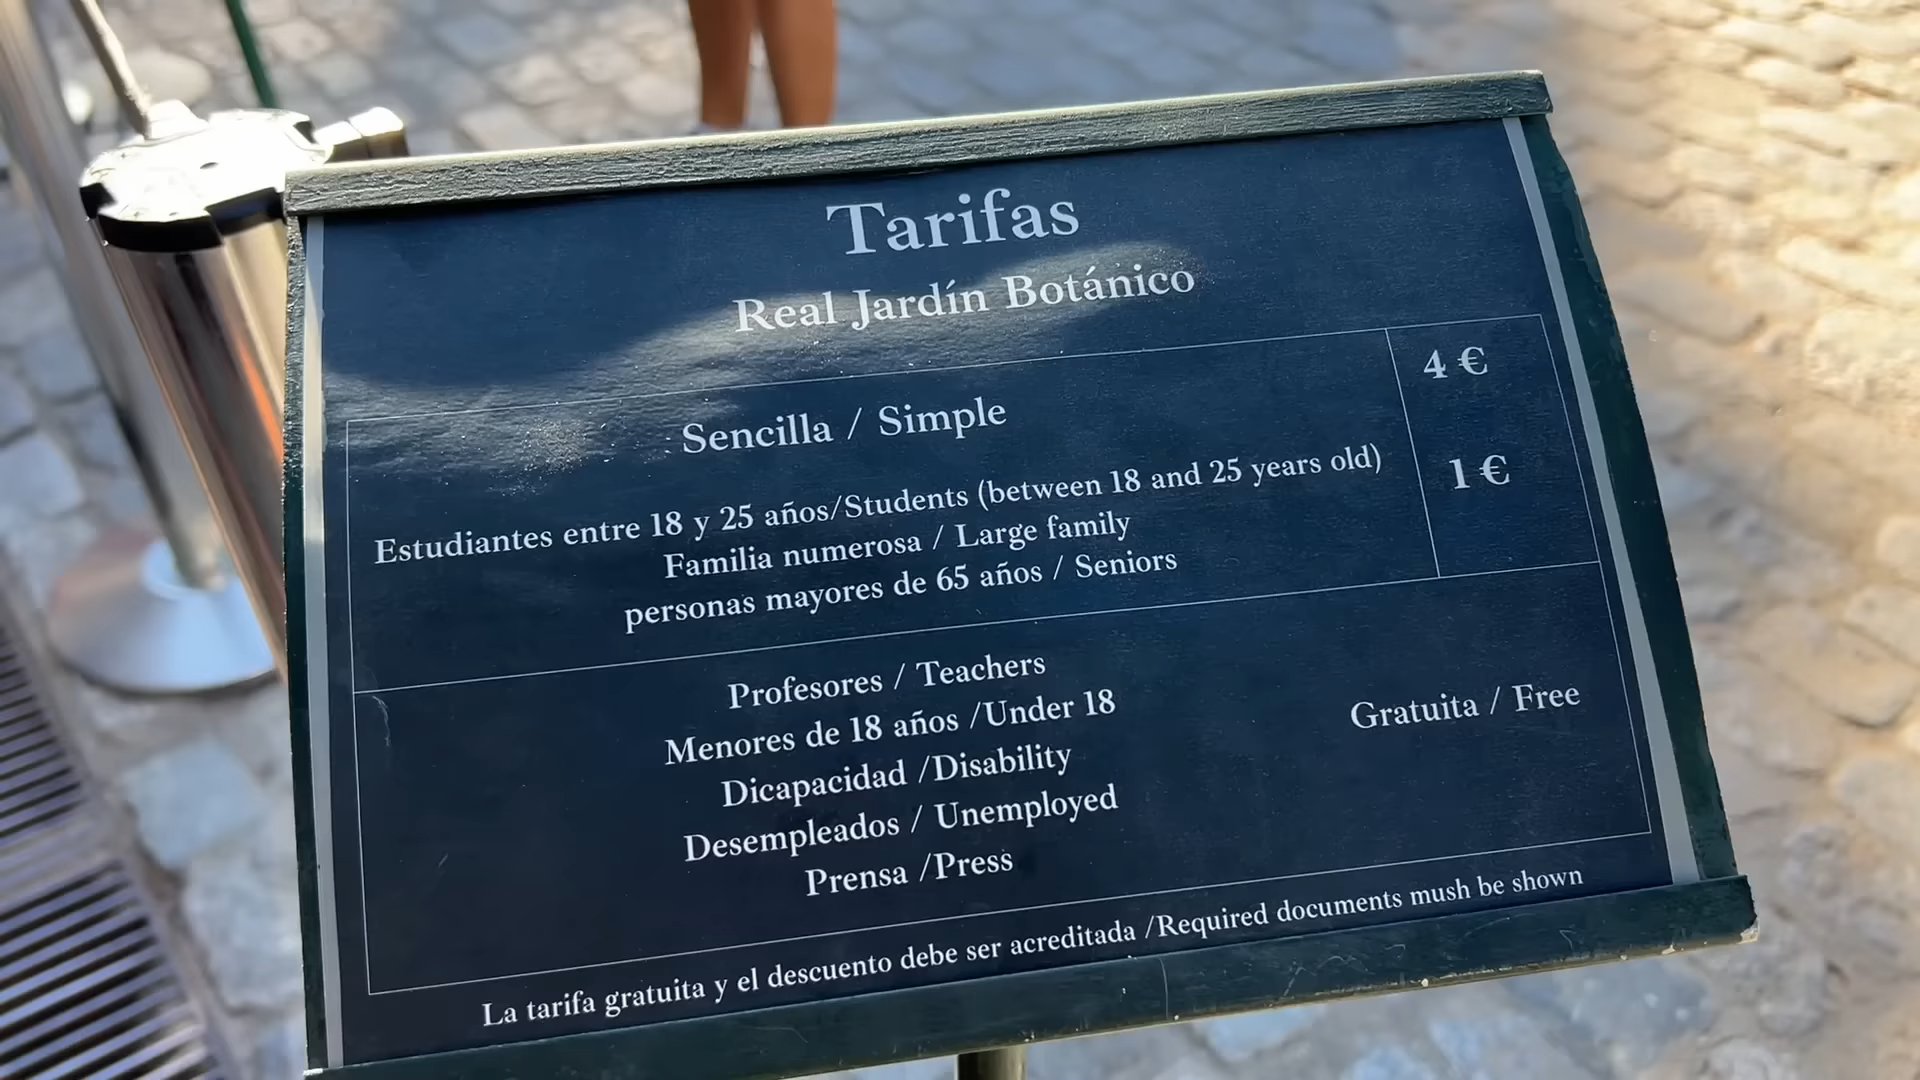 Tarifas
Real Jardín Botánico
Sencilla / Simple 4 €
Estudiantes entre 18 y 25 años/Students (between 18 and 25 years old) 1 €
Familia numerosa / Large family
personas mayores de 65 años / Seniors
Profesores / Teachers
Menores de 18 años /Under 18 Gratuita / Free
Dicapacidad /Disability
Desempleados / Unemployed
Prensa /Press
La tarifa gratuita y el descuento debe ser acreditada /Required documents mush be shown